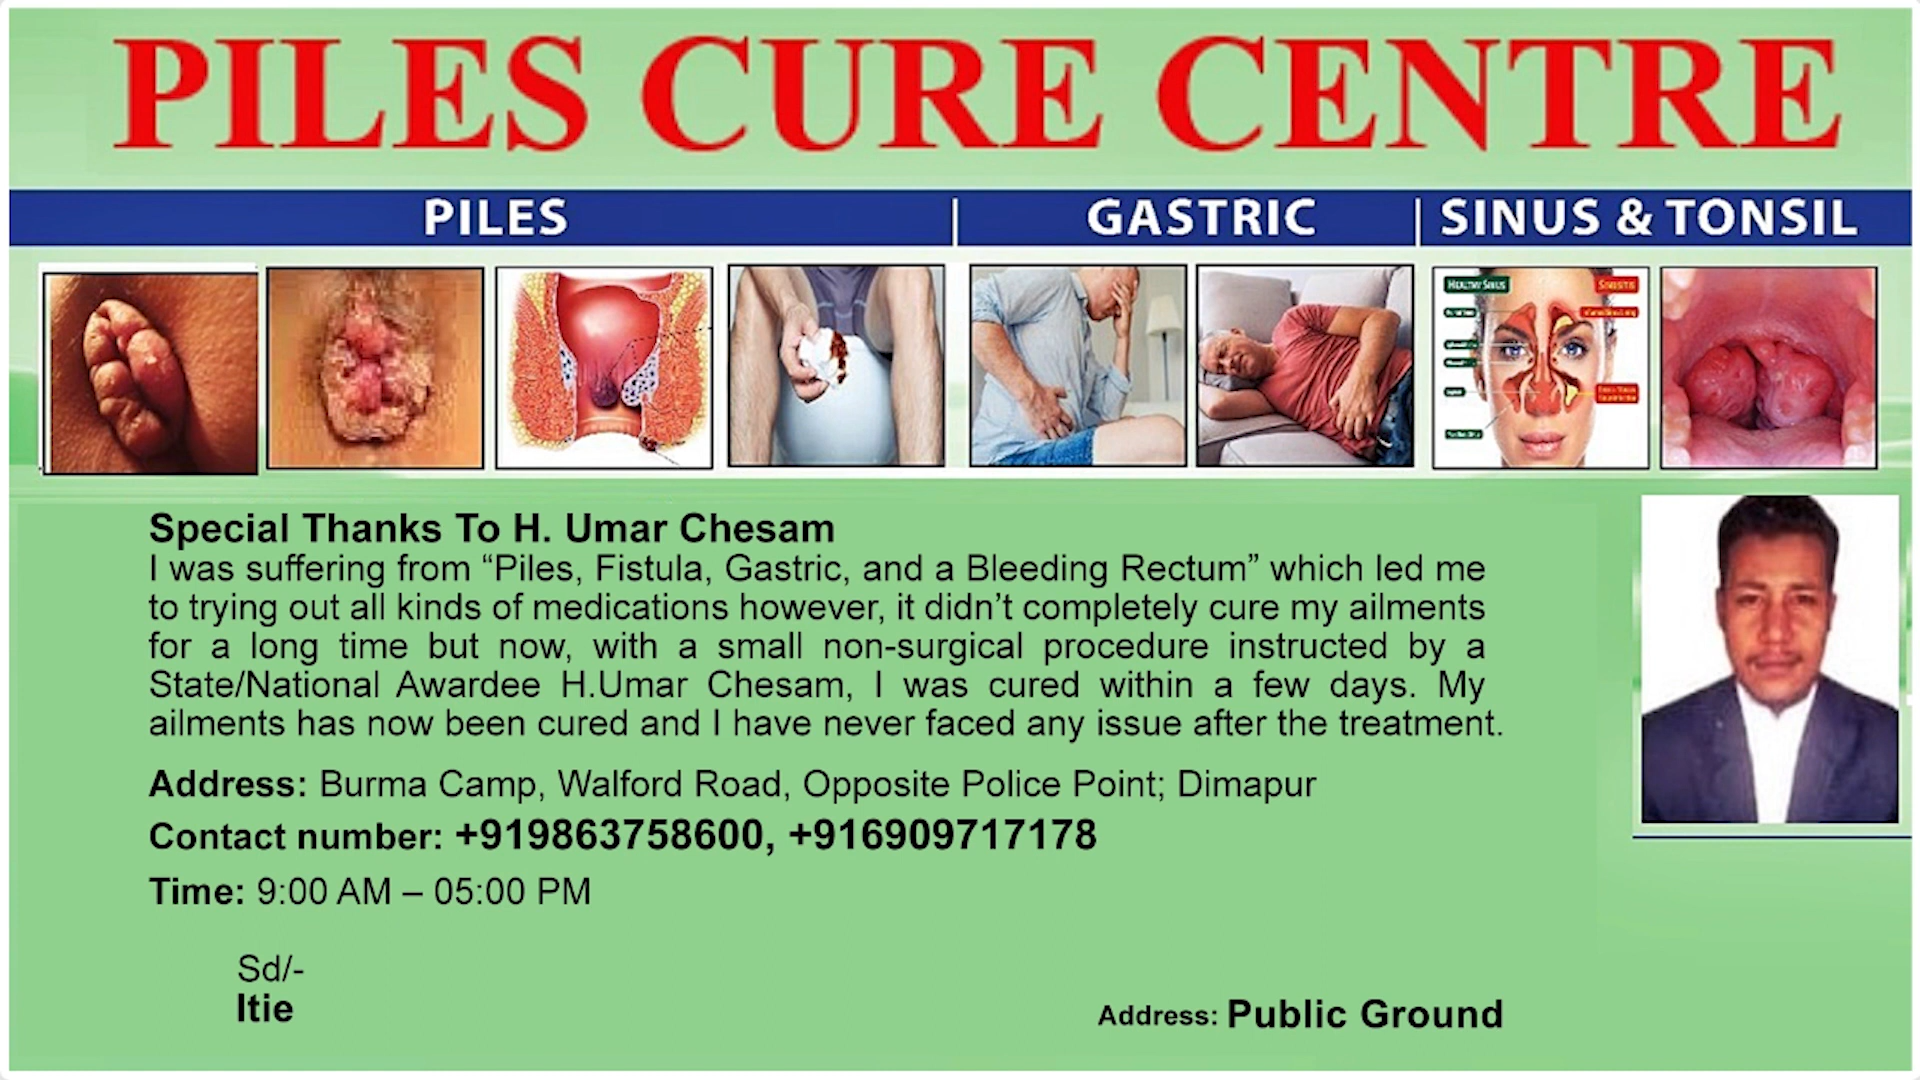 PILES CURE CENTRE
PILES | GASTRIC | SINUS & TONSIL
HEALTHY SINUS
SINUSITIS
Special Thanks To H. Umar Chesam
I was suffering from “Piles, Fistula, Gastric, and a Bleeding Rectum” which led me
to trying out all kinds of medications however, it didn’t completely cure my ailments
for a long time but now, with a small non-surgical procedure instructed by a
State/National Awardee H.Umar Chesam, I was cured within a few days. My
ailments has now been cured and I have never faced any issue after the treatment.
Address: Burma Camp, Walford Road, Opposite Police Point; Dimapur
Contact number: +919863758600, +916909717178
Time: 9:00 AM – 05:00 PM
Sd/-
Itie
Address: Public Ground